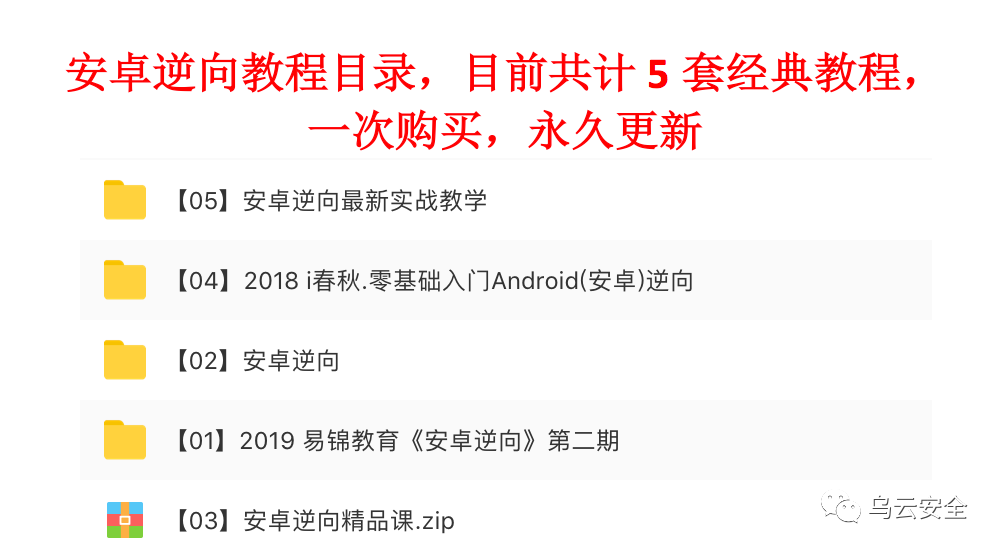 安卓逆向教程目录，目前共计 5 套经典教程，
一次购买，永久更新
【05】安卓逆向最新实战教学
【04】2018 i春秋.零基础入门Android(安卓)逆向
【02】安卓逆向
【01】2019 易锦教育《安卓逆向》第二期
【03】安卓逆向精品课.zip
乌云安全